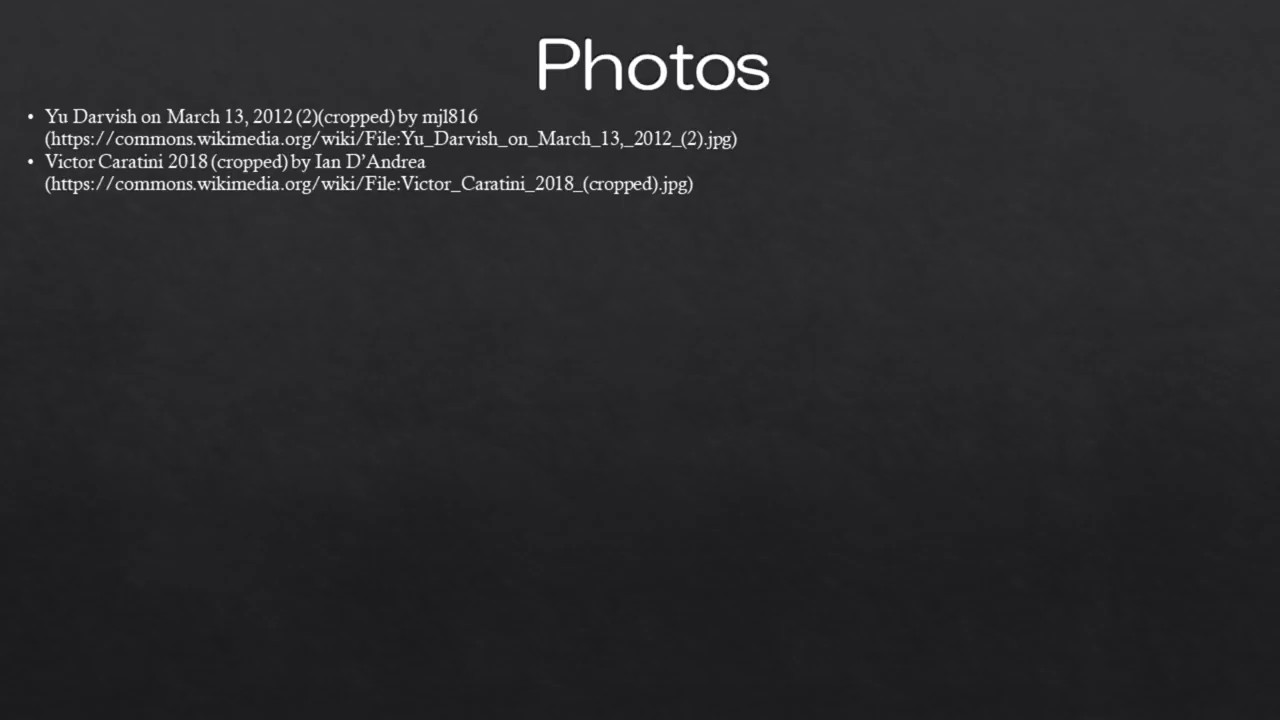 Photos
• Yu Darvish on March 13, 2012 (2)(cropped) by mjl816
(https://commons.wikimedia.org/wiki/File:Yu_Darvish_on_March_13,_2012_(2).jpg)
• Victor Caratini 2018 (cropped) by Ian D’Andrea
(https://commons.wikimedia.org/wiki/File:Victor_Caratini_2018_(cropped).jpg)